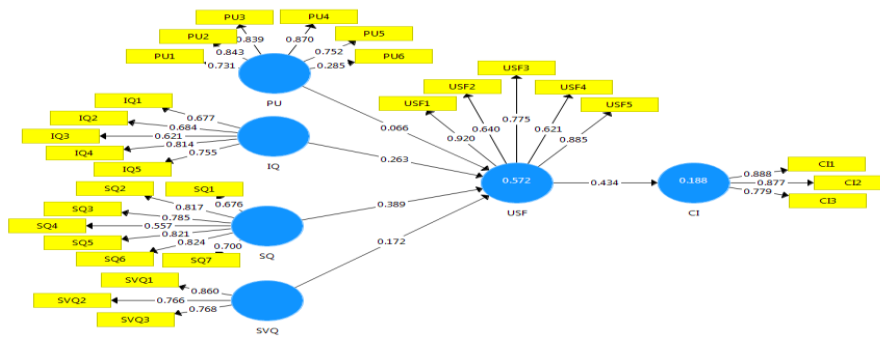 PU3
PU4
PU2
0.839
0.870
PU5
PU1
0.843
0.752
PU6
0.731
0.285
PU
USF3
USF2
USF4
USF1
USF5
IQ1
IQ2
0.677
IQ3
0.684
0.621
IQ4
0.814
IQ5
0.755
IQ
0.066
0.263
0.920
0.640
0.775
0.621
0.885
SQ2
SQ1
SQ3
0.817
0.676
SQ4
0.785
0.557
SQ5
0.821
SQ6
0.824
0.700
SQ7
SQ
0.389
0.172
0.572
USF
0.434
0.188
CI
0.888
CI1
0.877
CI2
0.779
CI3
SVQ1
0.860
SVQ2
0.766
SVQ3
0.768
SVQ